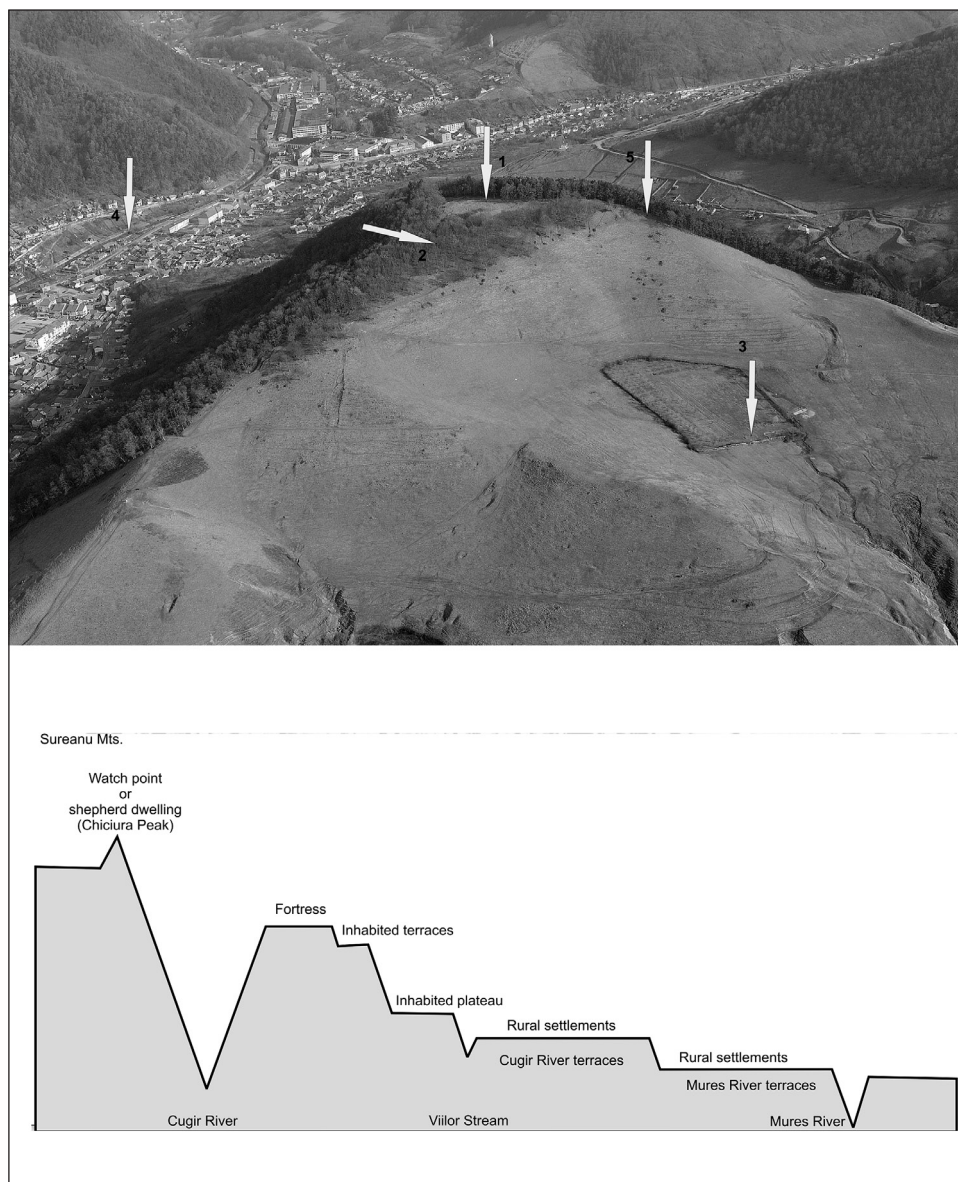 1
5
4
2
3
Sureanu Mts.
Watch point
or
shepherd dwelling
(Chiciura Peak)
Fortress
Inhabited terraces
Inhabited plateau
Rural settlements
Cugir River terraces
Rural settlements
Mures River terraces
Cugir River
Viilor Stream
Mures River